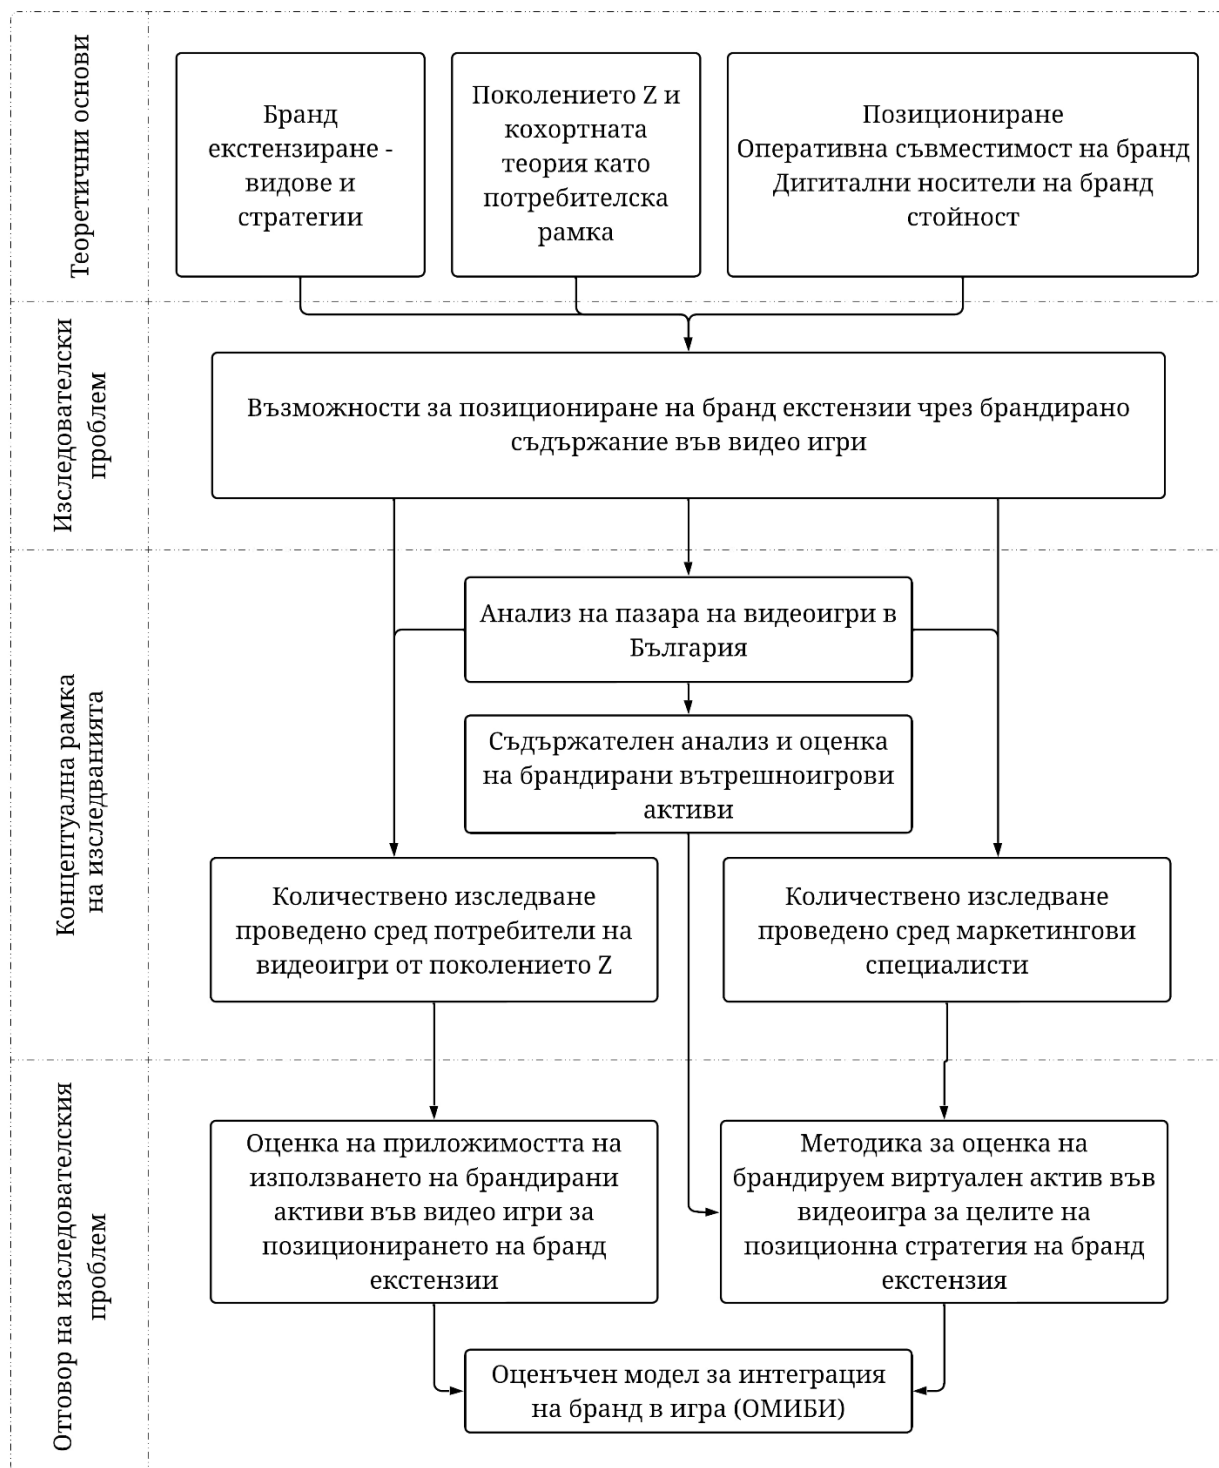 Теоретични основи
Бранд
екстензиране -
видове и
стратегии
Поколението Z и
кохортната
теория като
потребителска
рамка
Позициониране
Оперативна съвместимост на бранд
Дигитални носители на бранд
стойност
Изследователски
проблем
Възможности за позициониране на бранд екстензии чрез брандирано
съдържание във видео игри
Концептуална рамка
на изследванията
Анализ на пазара на видеоигри в
България
Съдържателен анализ и оценка
на брандирани вътрешноигрови
активи
Количествено изследване
проведено сред потребители на
видеоигри от поколението Z
Количествено изследване
проведено сред маркетингови
специалисти
Отговор на изследователския
проблем
Оценка на приложимостта на
използването на брандирани
активи във видео игри за
позиционирането на бранд
екстензии
Методика за оценка на
брандируем виртуален актив във
видеоигра за целите на
позиционна стратегия на бранд
екстензия
Оценъчен модел за интеграция
на бранд в игра (ОМИБИ)